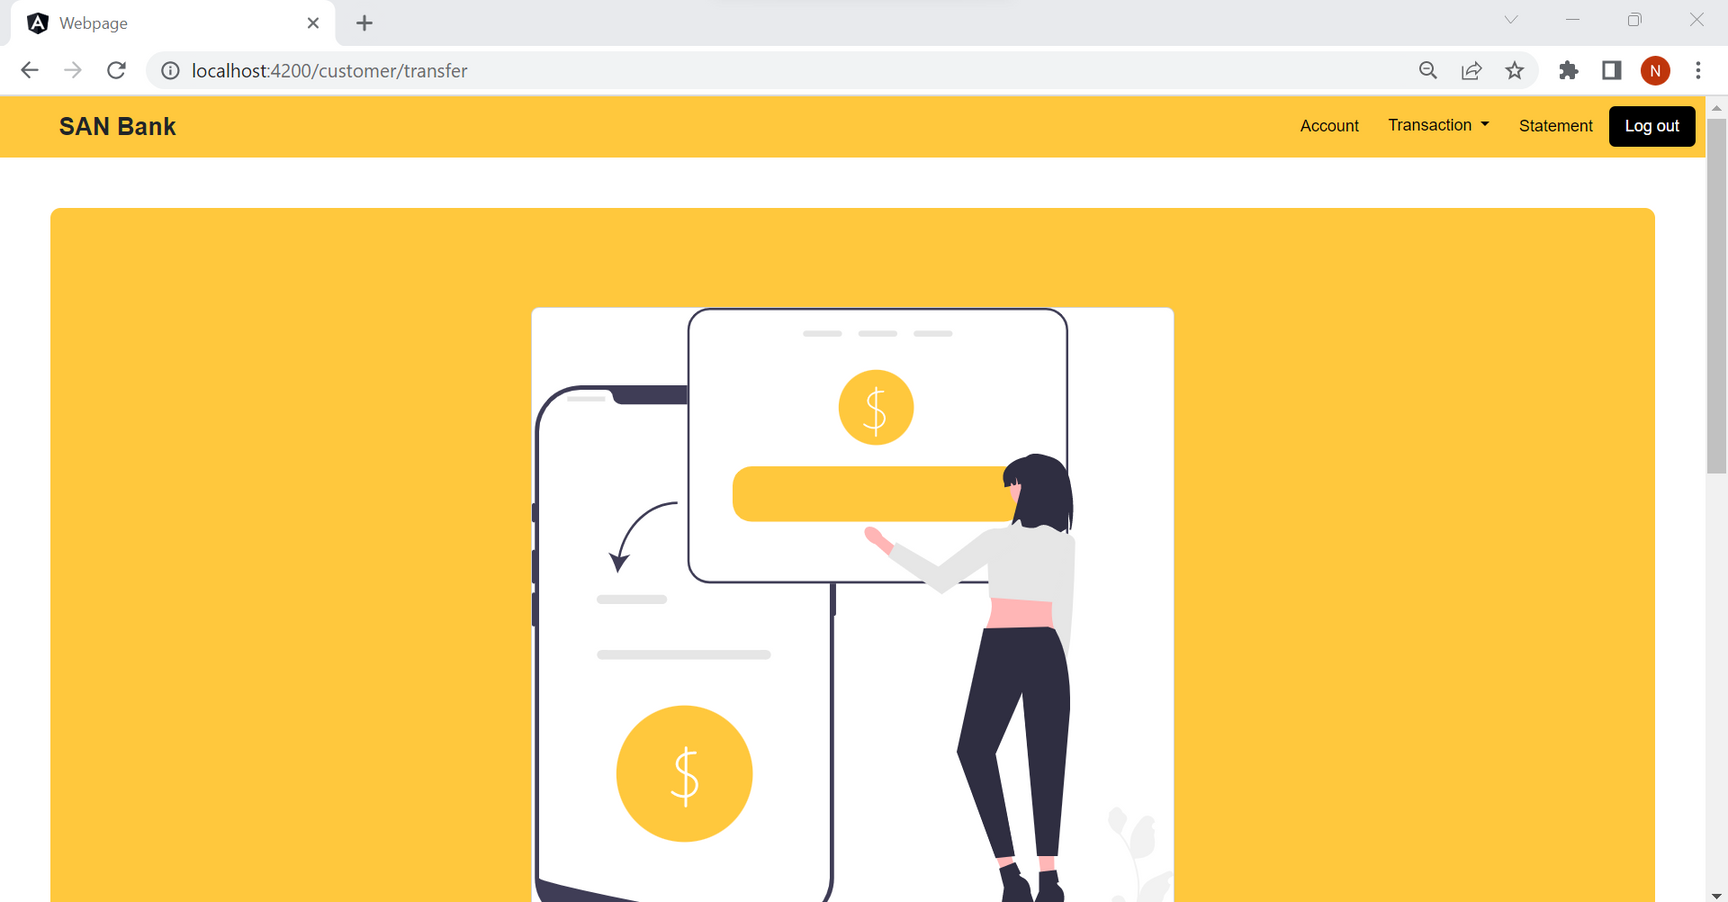 Webpage
localhost:4200/customer/transfer
N
SAN Bank
Account
Transaction
Statement
Log out
$
$